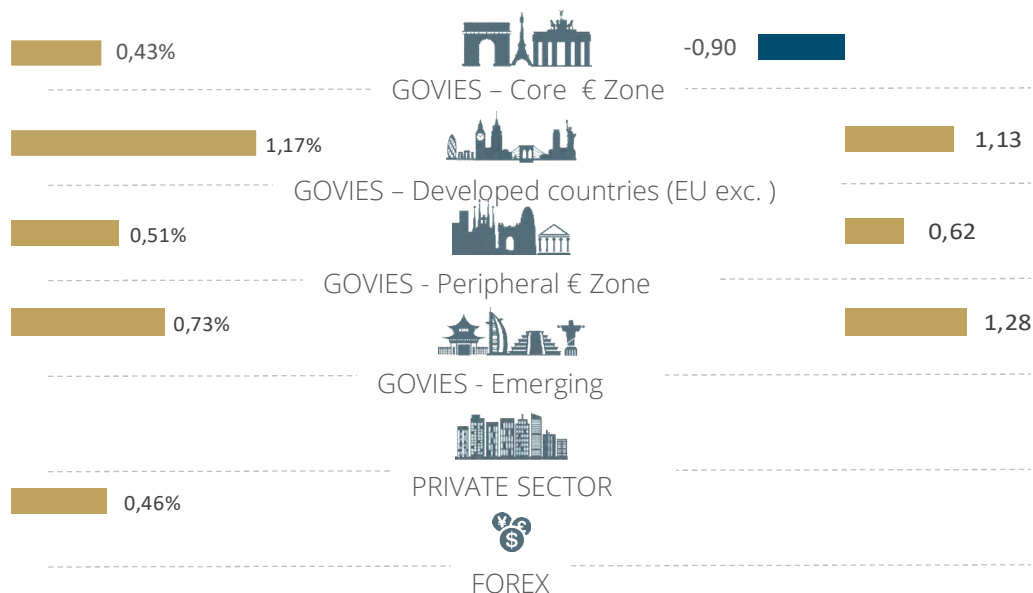 0,43%
-0,90
GOVIES – Core € Zone
1,17%
1,13
GOVIES – Developed countries (EU exc. )
0,51%
0,62
GOVIES - Peripheral € Zone
0,73%
1,28
GOVIES - Emerging
PRIVATE SECTOR
0,46%
¥ £
$
FOREX